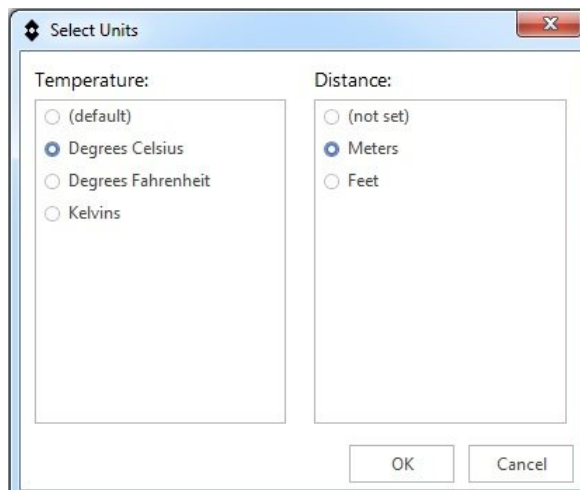 Select Units
Temperature:
(default)
Degrees Celsius
Degrees Fahrenheit
Kelvins
Distance:
(not set)
Meters
Feet
OK
Cancel